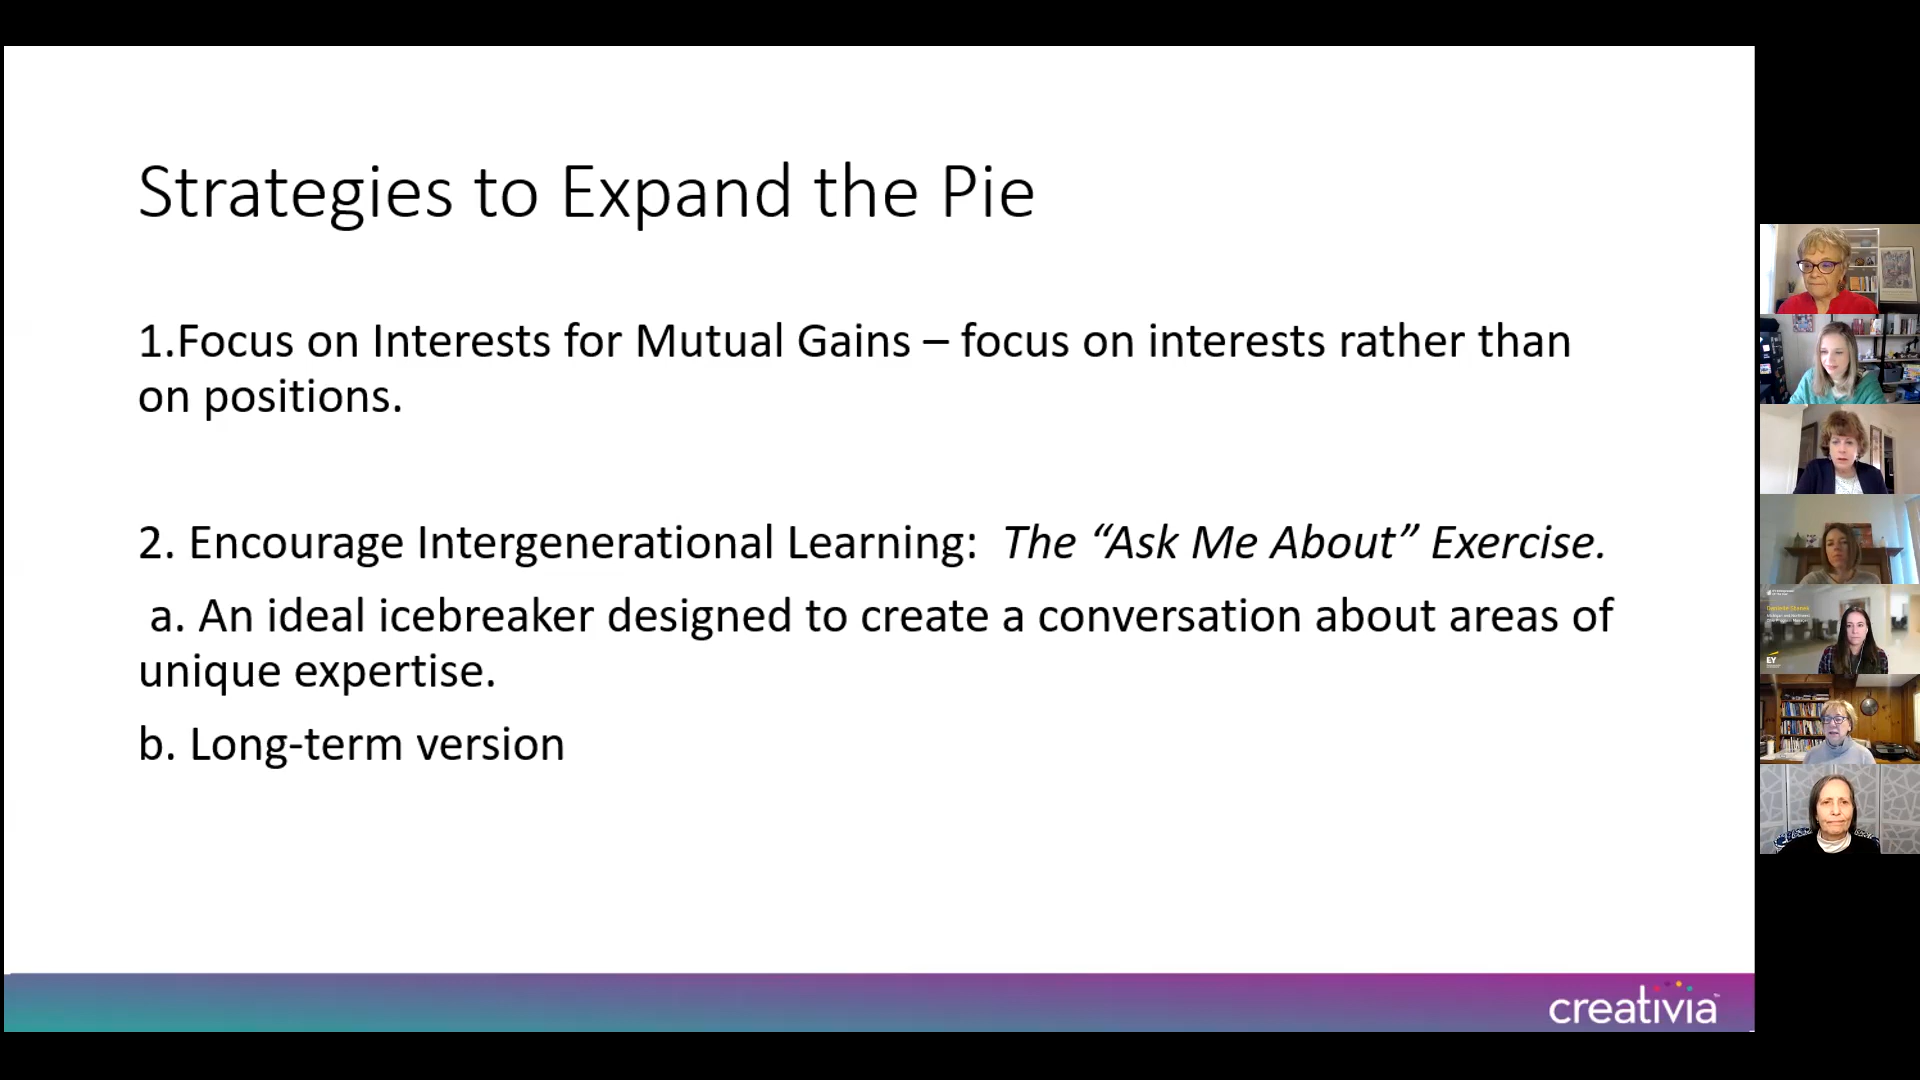 Strategies to Expand the Pie
1.Focus on Interests for Mutual Gains – focus on interests rather than
on positions.
2. Encourage Intergenerational Learning:  The “Ask Me About” Exercise.
a. An ideal icebreaker designed to create a conversation about areas of
unique expertise.
b. Long-term version
EY
creativia